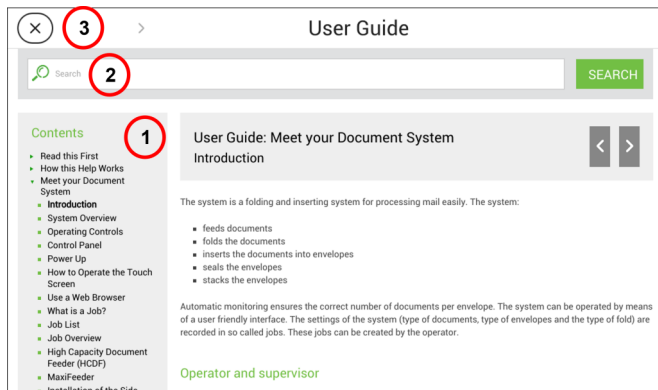 3
User Guide
Search
2
SEARCH
Contents
1
Read this First
How this Help Works
Meet your Document
System
Introduction
System Overview
Operating Controls
Control Panel
Power Up
How to Operate the Touch
Screen
Use a Web Browser
What is a Job?
Job List
Job Overview
High Capacity Document
Feeder (HCDF)
MaxiFeeder
Installation of the Side
User Guide: Meet your Document System
Introduction
The system is a folding and inserting system for processing mail easily. The system:
feeds documents
folds the documents
inserts the documents into envelopes
seals the envelopes
stacks the envelopes
Automatic monitoring ensures the correct number of documents per envelope. The system can be operated by means
of a user friendly interface. The settings of the system (type of documents, type of envelopes and the type of fold) are
recorded in so called jobs. These jobs can be created by the operator.
Operator and supervisor